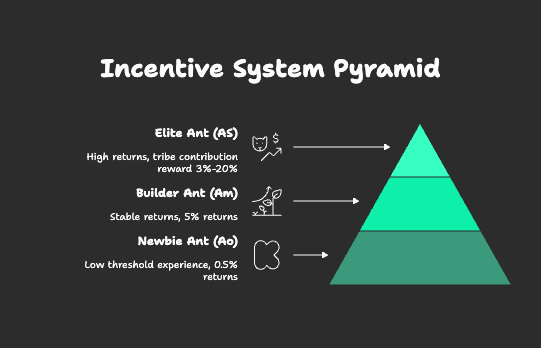 Incentive System Pyramid
Elite Ant (AS)
High returns, tribe contribution
reward 3%-20%
Builder Ant (Am)
Stable returns, 5% returns
Newbie Ant (Ao)
Low threshold experience, 0.5%
returns
$